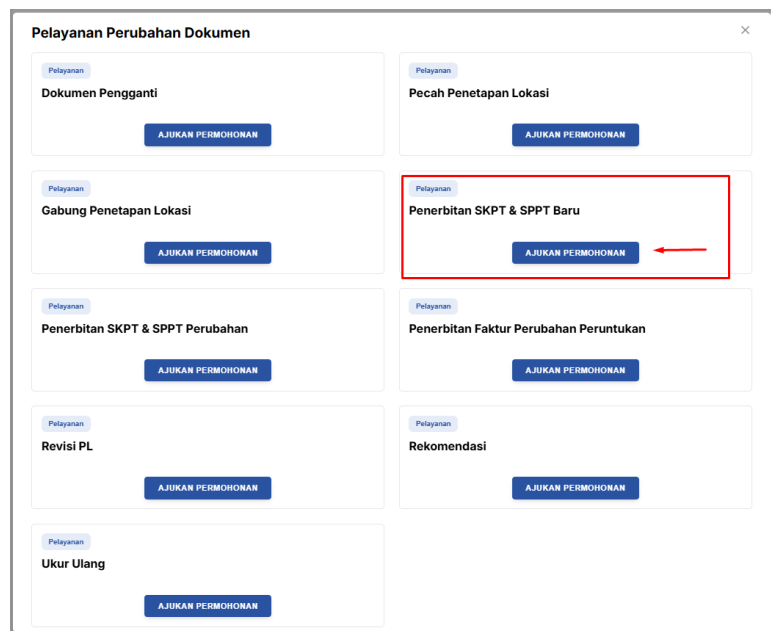 Pelayanan Perubahan Dokumen
Pelayanan
Dokumen Pengganti
AJUKAN PERMOHONAN
Pelayanan
Pecah Penetapan Lokasi
AJUKAN PERMOHONAN
Pelayanan
Gabung Penetapan Lokasi
AJUKAN PERMOHONAN
Pelayanan
Penerbitan SKPT & SPPT Baru
AJUKAN PERMOHONAN
Pelayanan
Penerbitan SKPT & SPPT Perubahan
AJUKAN PERMOHONAN
Pelayanan
Penerbitan Faktur Perubahan Peruntukan
AJUKAN PERMOHONAN
Pelayanan
Revisi PL
AJUKAN PERMOHONAN
Pelayanan
Rekomendasi
AJUKAN PERMOHONAN
Pelayanan
Ukur Ulang
AJUKAN PERMOHONAN